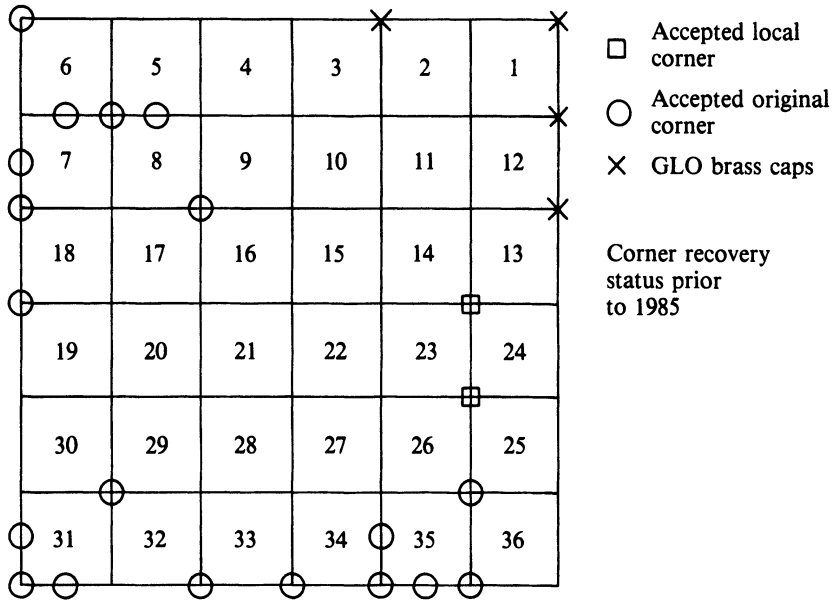 6 5 4 3 2 1
7 8 9 10 11 12
18 17 16 15 14 13
19 20 21 22 23 24
30 29 28 27 26 25
31 32 33 34 35 36
Accepted local
corner
Accepted original
corner
GLO brass caps
Corner recovery
status prior
to 1985